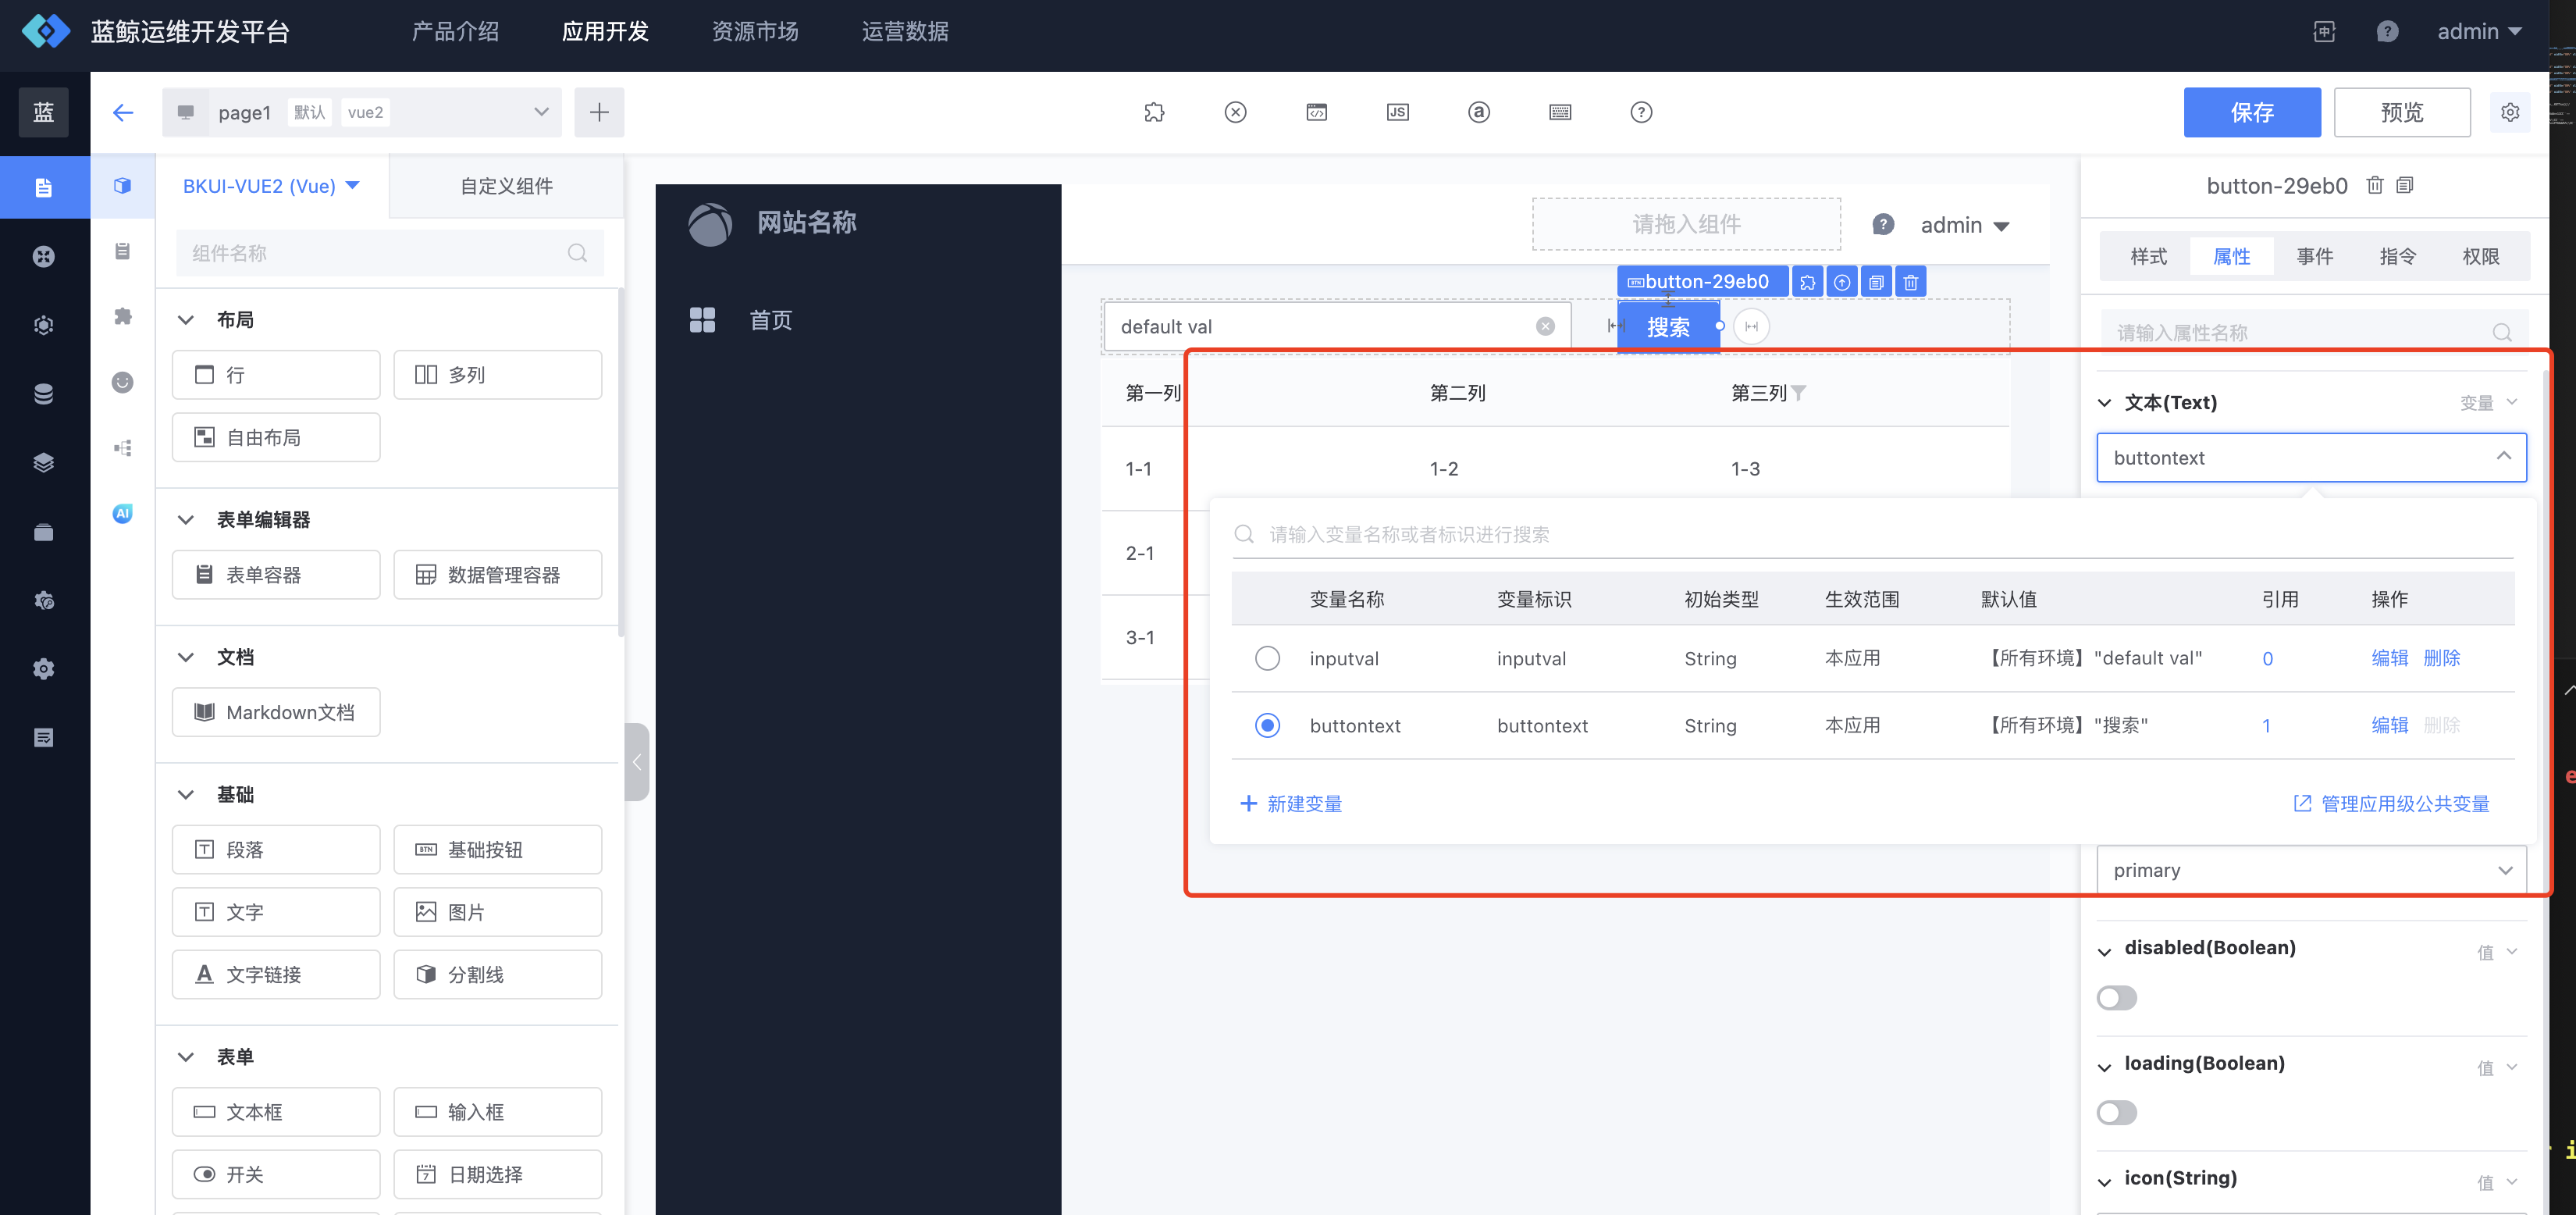 蓝鲸运维开发平台 产品介绍 应用开发 资源市场 运营数据 admin
蓝 page1 默认 vue2 JS 保存 预览
BKUI-VUE2 (Vue) 自定义组件
组件名称
布局
行 多列
自由布局
表单编辑器
表单容器 数据管理容器
文档
Markdown文档
基础
段落 BTN 基础按钮
文字 图片
文字链接 分割线
表单
文本框 输入框
开关 7 日期选择
AI
网站名称
首页
请拖入组件 admin
BTN button-29eb0
default val 搜索
第一列 第二列 第三列
1-1 1-2 1-3
2-1
3-1
请输入变量名称或者标识进行搜索
变量名称 变量标识 初始类型 生效范围 默认值 引用 操作
inputval inputval String 本应用 【所有环境】"default val" 0 编辑 删除
buttontext buttontext String 本应用 【所有环境】"搜索" 1 编辑 删除
新建变量 管理应用级公共变量
button-29eb0
样式 属性 事件 指令 权限
请输入属性名称
文本(Text) 变量
buttontext
primary
disabled(Boolean) 值
loading(Boolean) 值
icon(String) 值